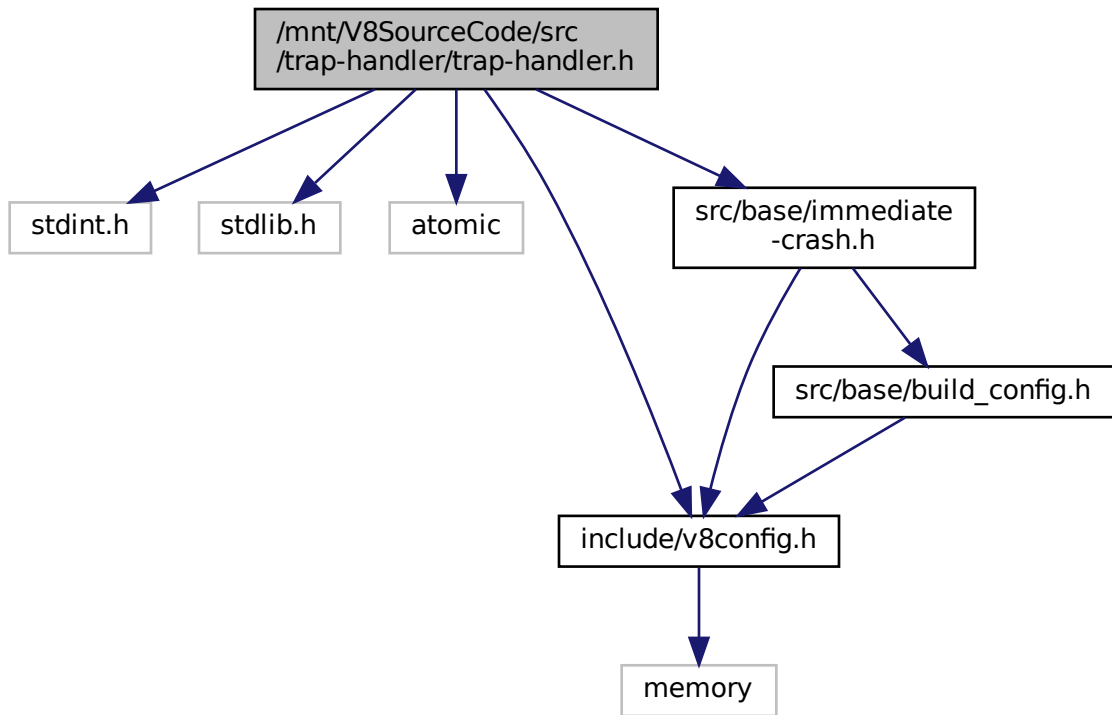 /mnt/V8SourceCode/src
/trap-handler/trap-handler.h
stdint.h
stdlib.h
atomic
src/base/immediate
-crash.h
src/base/build_config.h
include/v8config.h
memory